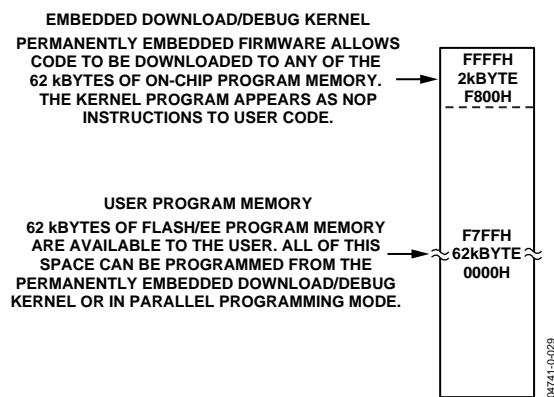 EMBEDDED DOWNLOAD/DEBUG KERNEL
PERMANENTLY EMBEDDED FIRMWARE ALLOWS
CODE TO BE DOWNLOADED TO ANY OF THE
62 kBYTES OF ON-CHIP PROGRAM MEMORY.
THE KERNEL PROGRAM APPEARS AS NOP
INSTRUCTIONS TO USER CODE.
FFFFH
2kBYTE
F800H
USER PROGRAM MEMORY
62 kBYTES OF FLASH/EE PROGRAM MEMORY
ARE AVAILABLE TO THE USER. ALL OF THIS
SPACE CAN BE PROGRAMMED FROM THE
PERMANENTLY EMBEDDED DOWNLOAD/DEBUG
KERNEL OR IN PARALLEL PROGRAMMING MODE.
F7FFH
62kBYTE
0000H
04741-0-029